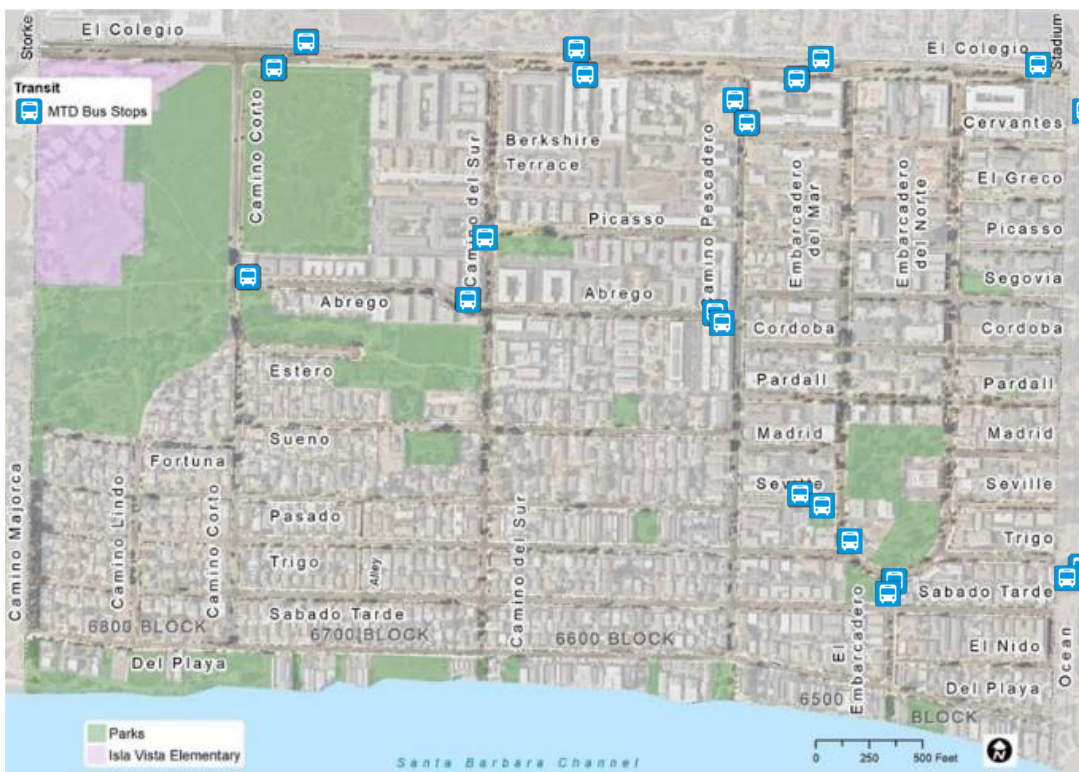 Storke
El Colegio
El Colegio
Stadium
Transit
MTD Bus Stops
Camino Corto
Camino del Sur
Berkshire
Terrace
Camino Pescadero
Embarcadero
del Mar
Embarcadero
del Norte
Cervantes
El Greco
Picasso
Picasso
Segovia
Abrego
Abrego
Cordoba
Cordoba
Estero
Pardall
Pardall
Sueno
Madrid
Madrid
Fortuna
Seville
Seville
Camino Majorca
Camino Lindo
Camino Corto
Pasado
Camino del Sur
Trigo
Trigo
Alley
Sabado Tarde
Sabado Tarde
6800 BLOCK
6700 BLOCK
6600 BLOCK
El Nido
El
Embarcadero
Ocean
Del Playa
Del Playa
6500
BLOCK
Parks
Isla Vista Elementary
Santa Barbara Channel
0 250 500 Feet
N